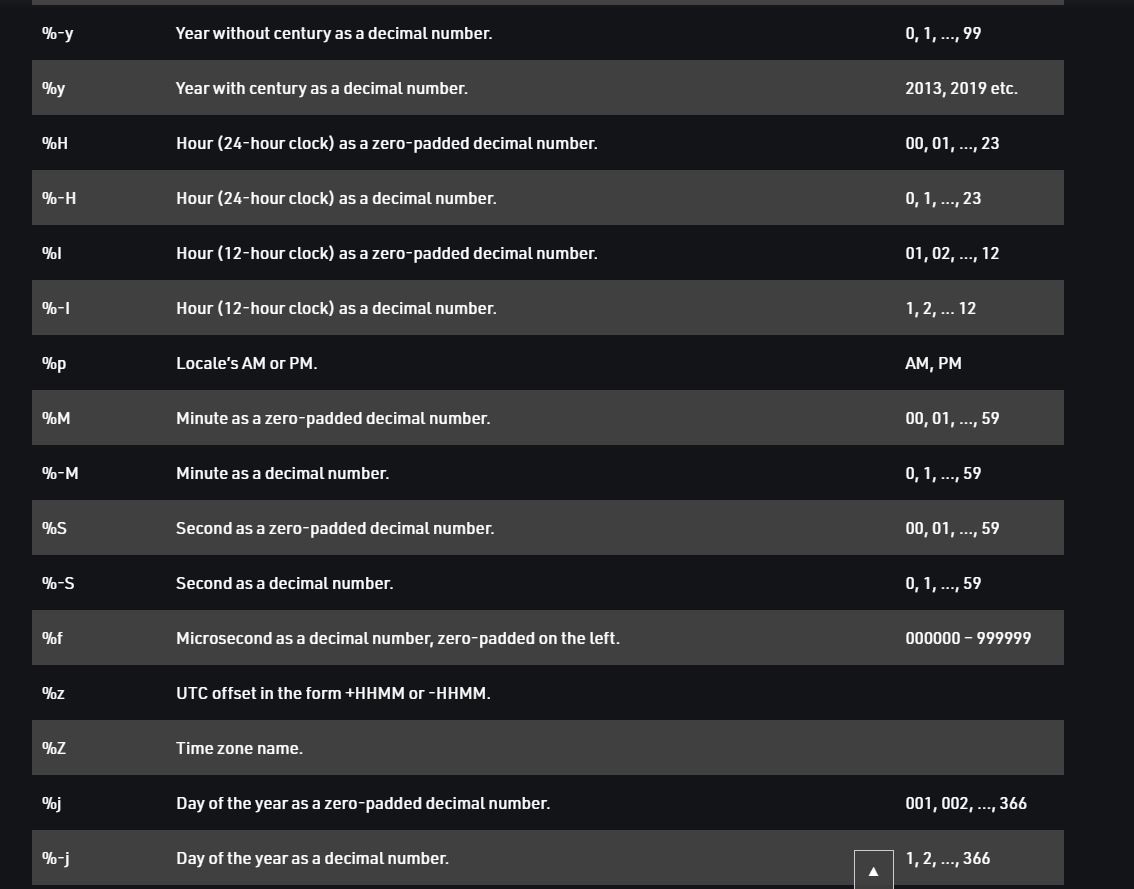 %-y Year without century as a decimal number. 0, 1, ..., 99
%y Year with century as a decimal number. 2013, 2019 etc.
%H Hour (24-hour clock) as a zero-padded decimal number. 00, 01, ..., 23
%-H Hour (24-hour clock) as a decimal number. 0, 1, ..., 23
%I Hour (12-hour clock) as a zero-padded decimal number. 01, 02, ..., 12
%-I Hour (12-hour clock) as a decimal number. 1, 2, ... 12
%p Locale’s AM or PM. AM, PM
%M Minute as a zero-padded decimal number. 00, 01, ..., 59
%-M Minute as a decimal number. 0, 1, ..., 59
%S Second as a zero-padded decimal number. 00, 01, ..., 59
%-S Second as a decimal number. 0, 1, ..., 59
%f Microsecond as a decimal number, zero-padded on the left. 000000 – 999999
%z UTC offset in the form +HHMM or -HHMM.
%Z Time zone name.
%j Day of the year as a zero-padded decimal number. 001, 002, ..., 366
%-j Day of the year as a decimal number. 1, 2, ..., 366